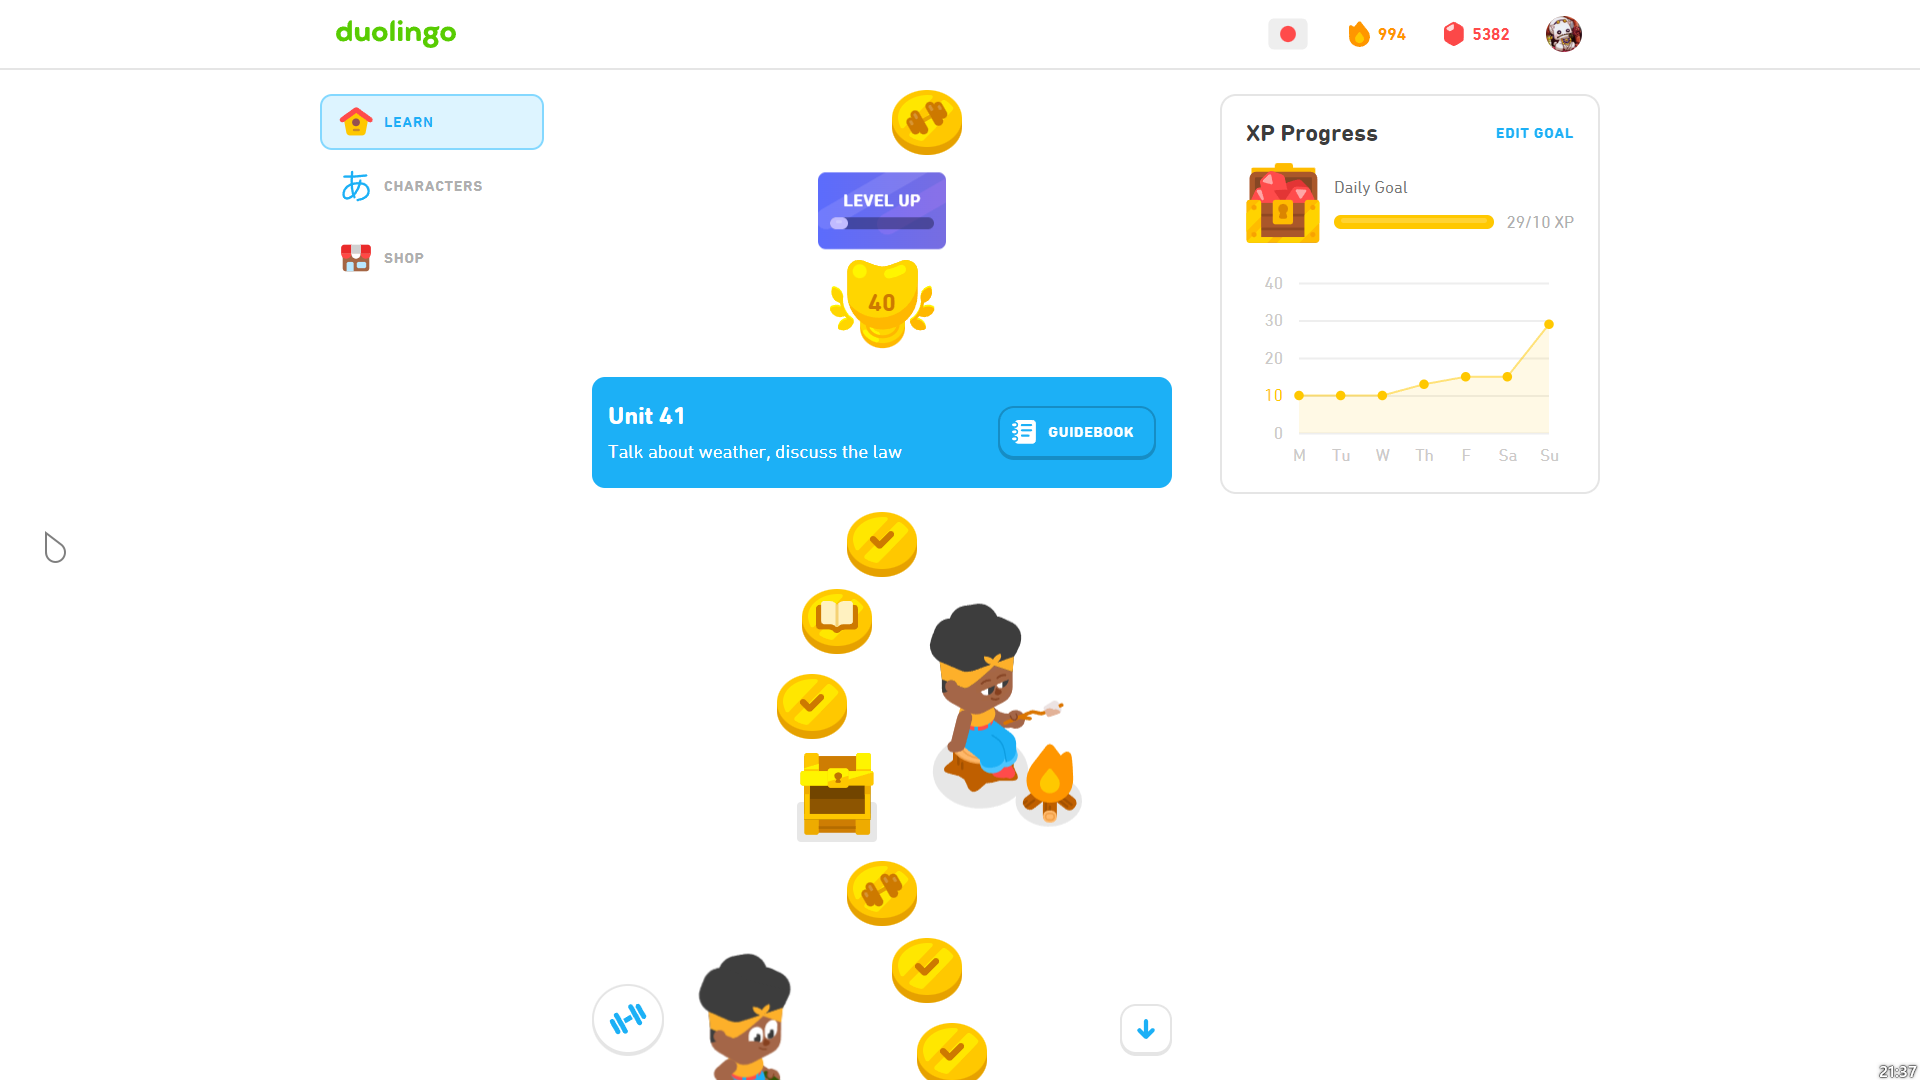 duolingo
994
5382
LEARN
あ CHARACTERS
SHOP
LEVEL UP
40
Unit 41
Talk about weather, discuss the law
GUIDEBOOK
XP Progress
EDIT GOAL
Daily Goal
29/10 XP
40
30
20
10
0
M Tu W Th F Sa Su
21:37